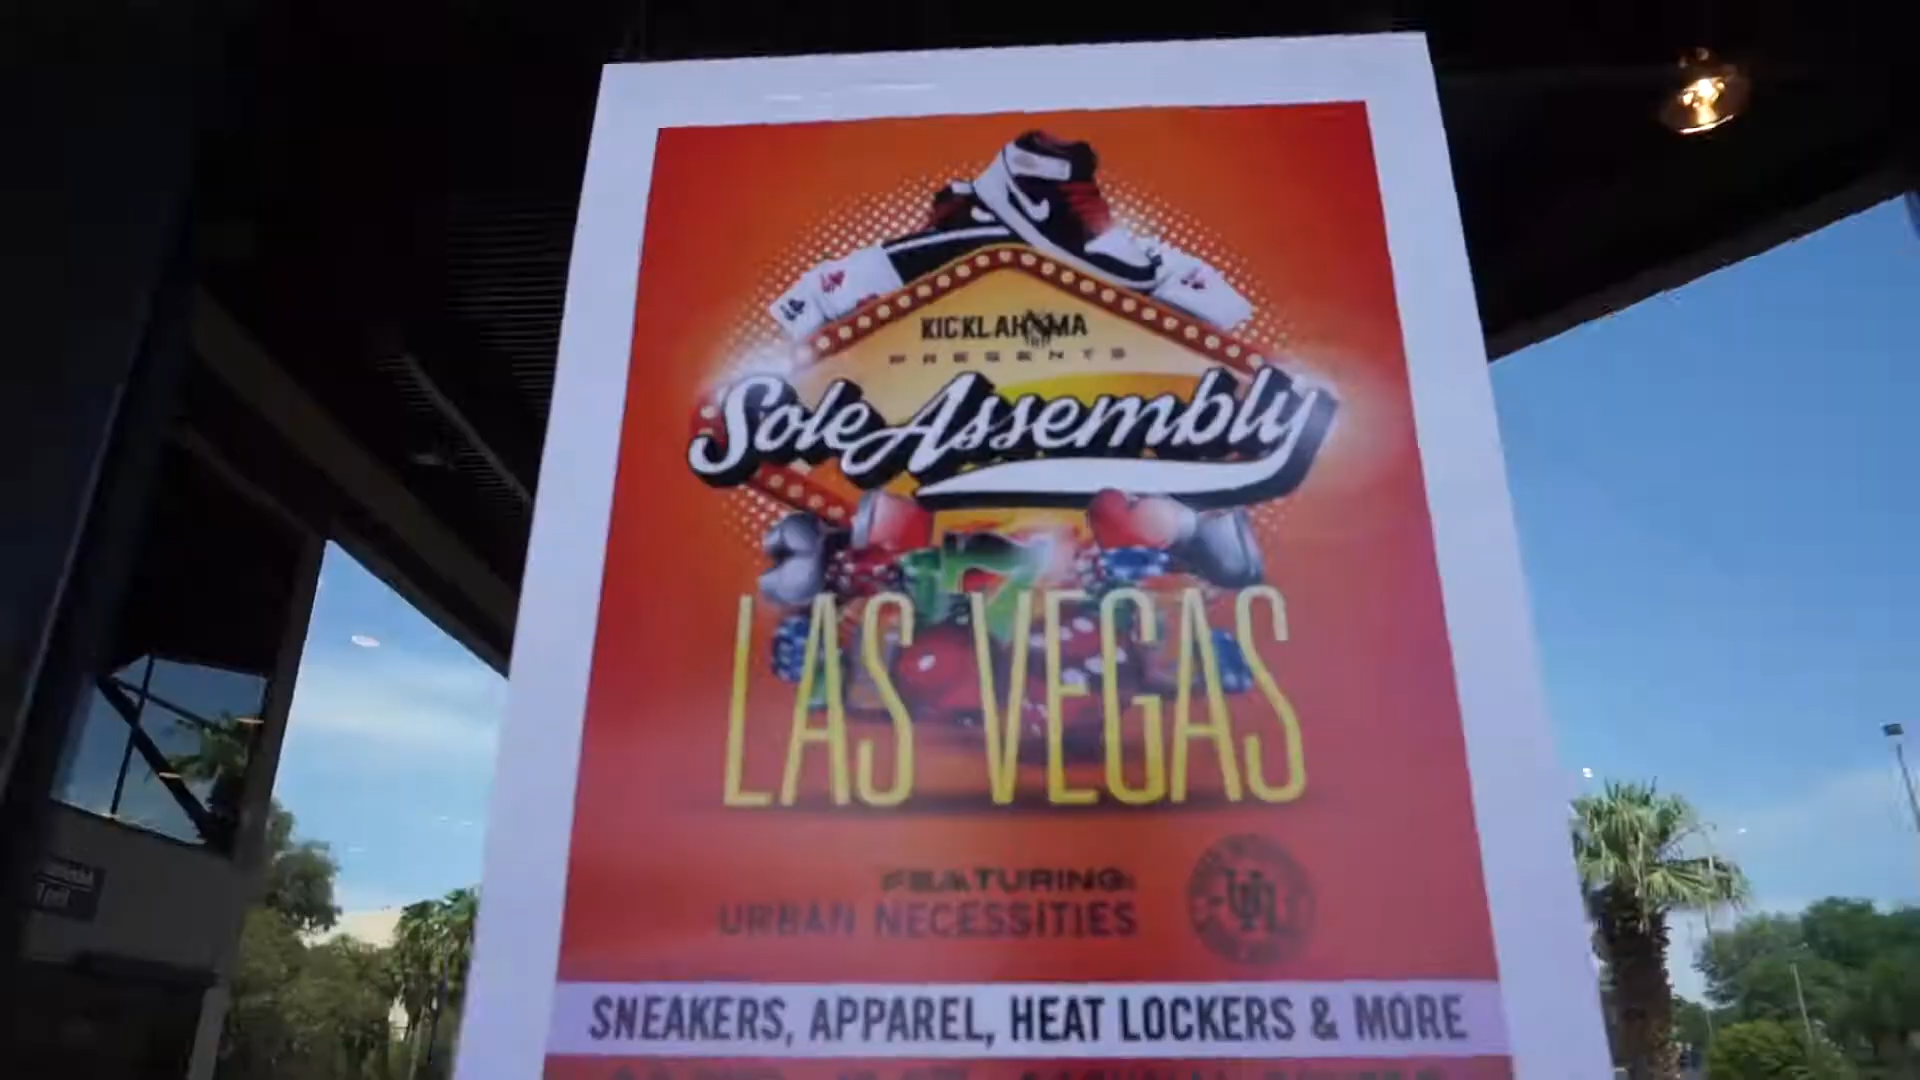 KICKLAHOMA
PRESENTS
Sole Assembly
LAS VEGAS
FEATURING:
URBAN NECESSITIES
SNEAKERS, APPAREL, HEAT LOCKERS & MORE